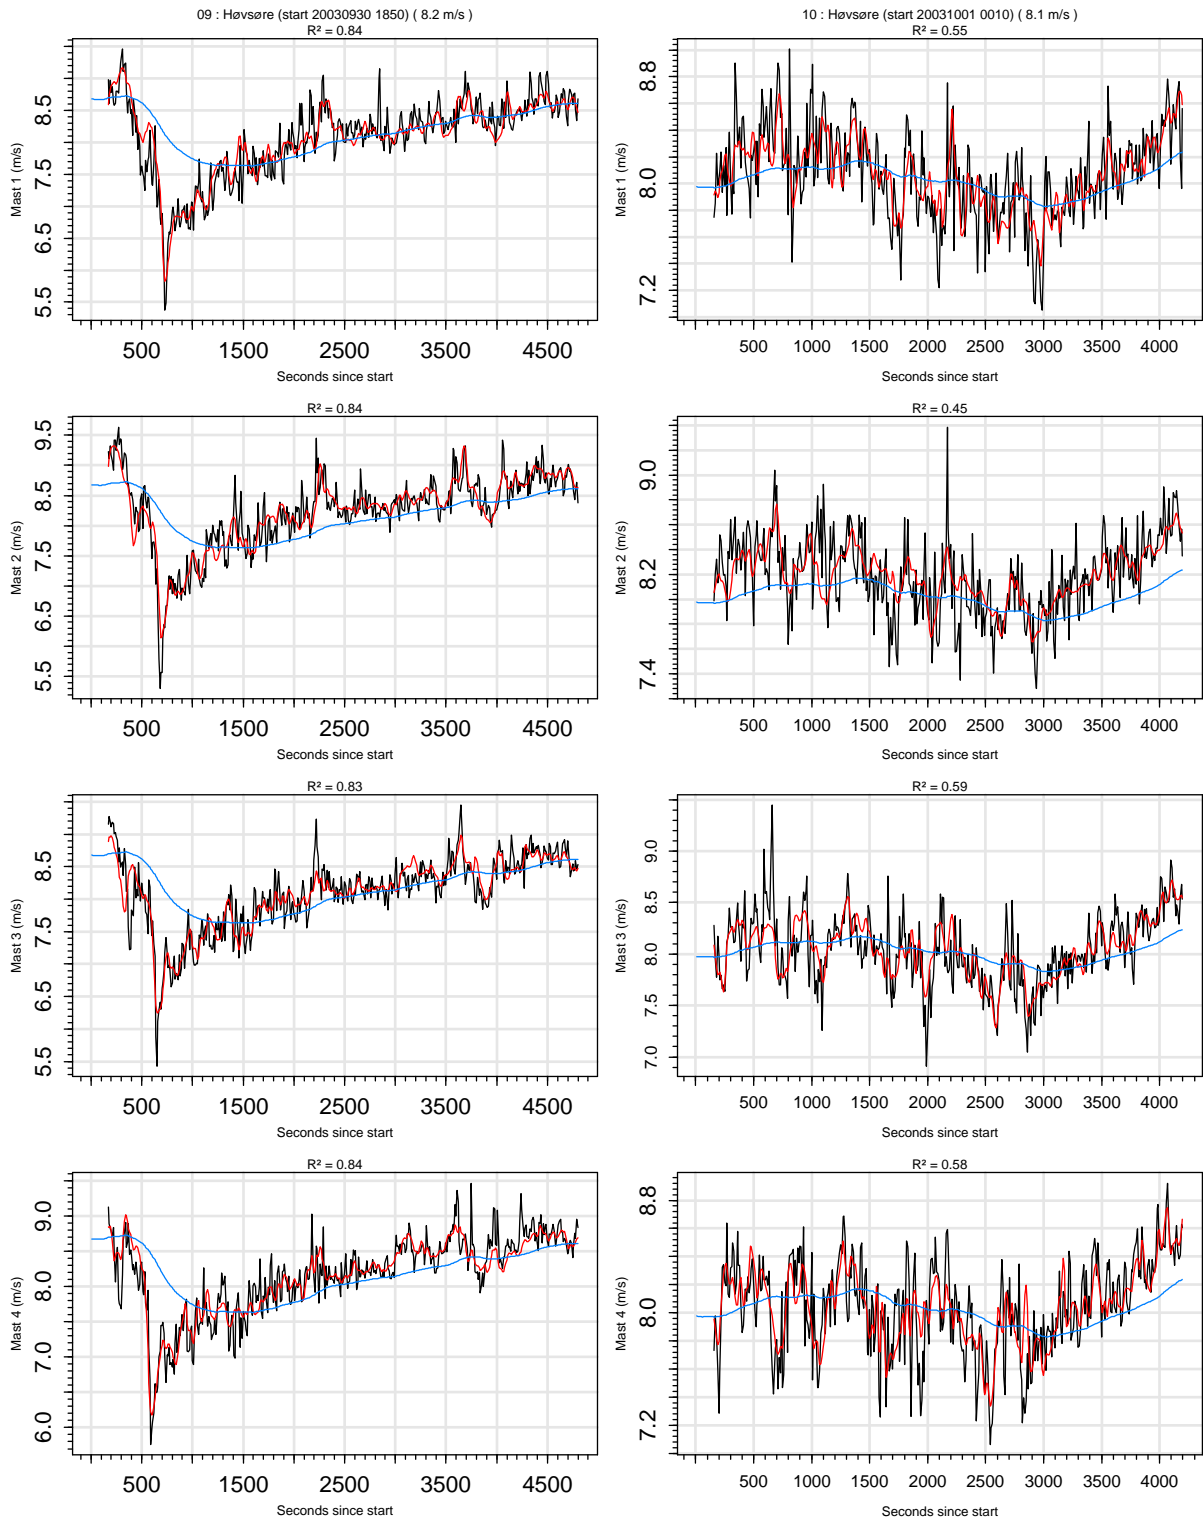 09 : Høvsøre (start 20030930 1850) ( 8.2 m/s )
R² = 0.84
Mast 1 (m/s)
8.5
7.5
6.5
5.5
500 1500 2500 3500 4500
Seconds since start
10 : Høvsøre (start 20031001 0010) ( 8.1 m/s )
R² = 0.55
Mast 1 (m/s)
8.8
8.0
7.2
500 1000 1500 2000 2500 3000 3500 4000
Seconds since start
R² = 0.84
Mast 2 (m/s)
9.5
8.5
7.5
6.5
5.5
500 1500 2500 3500 4500
Seconds since start
R² = 0.45
Mast 2 (m/s)
9.0
8.2
7.4
500 1000 1500 2000 2500 3000 3500 4000
Seconds since start
R² = 0.83
Mast 3 (m/s)
8.5
7.5
6.5
5.5
500 1500 2500 3500 4500
Seconds since start
R² = 0.59
Mast 3 (m/s)
9.0
8.5
8.0
7.5
7.0
500 1000 1500 2000 2500 3000 3500 4000
Seconds since start
R² = 0.84
Mast 4 (m/s)
9.0
8.0
7.0
6.0
500 1500 2500 3500 4500
Seconds since start
R² = 0.58
Mast 4 (m/s)
8.8
8.0
7.2
500 1000 1500 2000 2500 3000 3500 4000
Seconds since start